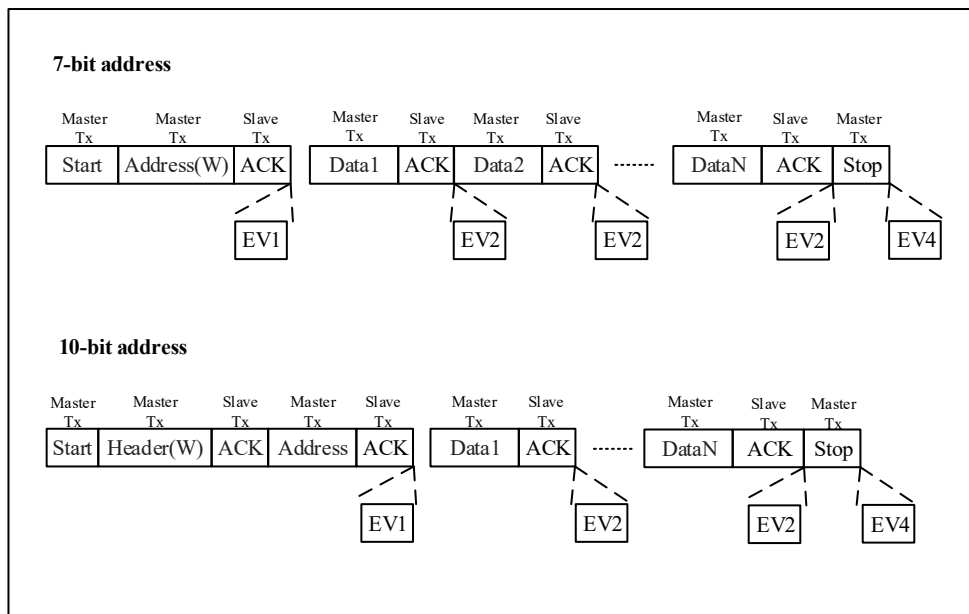 7-bit address
Master Master Slave Master Slave Master Slave Master Slave Master
Tx Tx Tx Tx Tx Tx Tx Tx Tx Tx
Start Address(W) ACK Data1 ACK Data2 ACK DataN ACK Stop
EV1 EV2 EV2 EV2 EV4
10-bit address
Master Master Slave Master Slave Master Slave Master Slave Master
Tx Tx Tx Tx Tx Tx Tx Tx Tx Tx
Start Header(W) ACK Address ACK Data1 ACK DataN ACK Stop
EV1 EV2 EV2 EV4